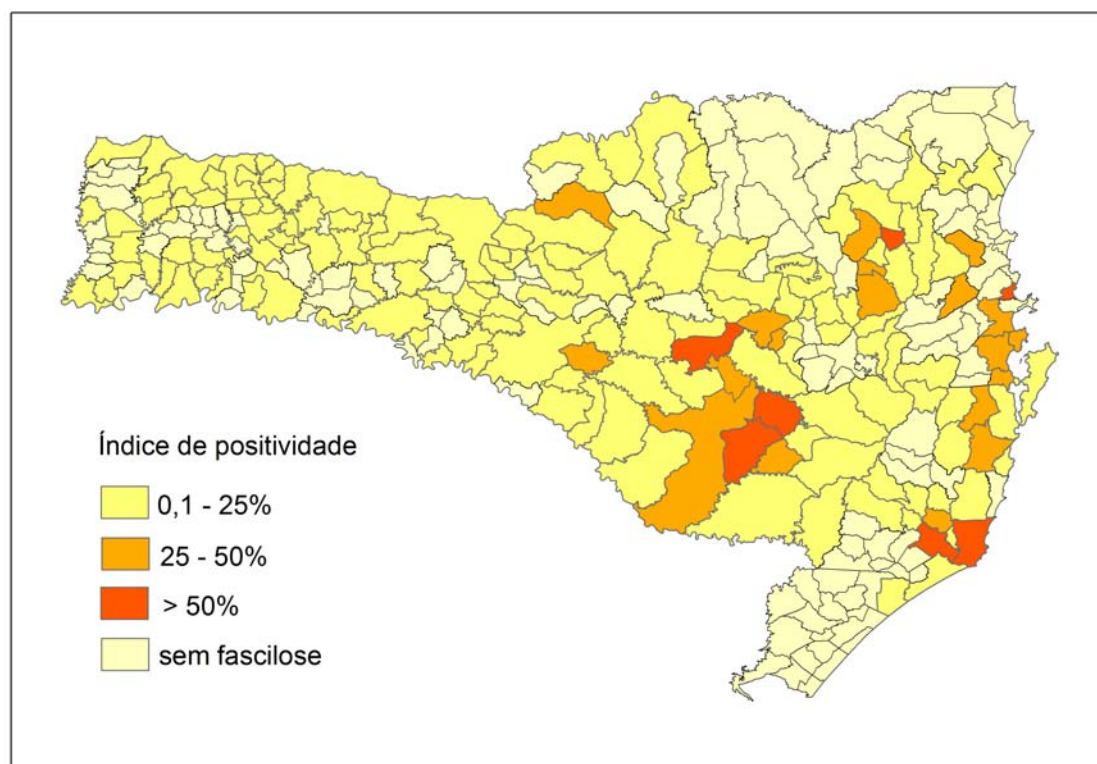 Índice de positividade
0,1 - 25%
25 - 50%
> 50%
sem fascilose